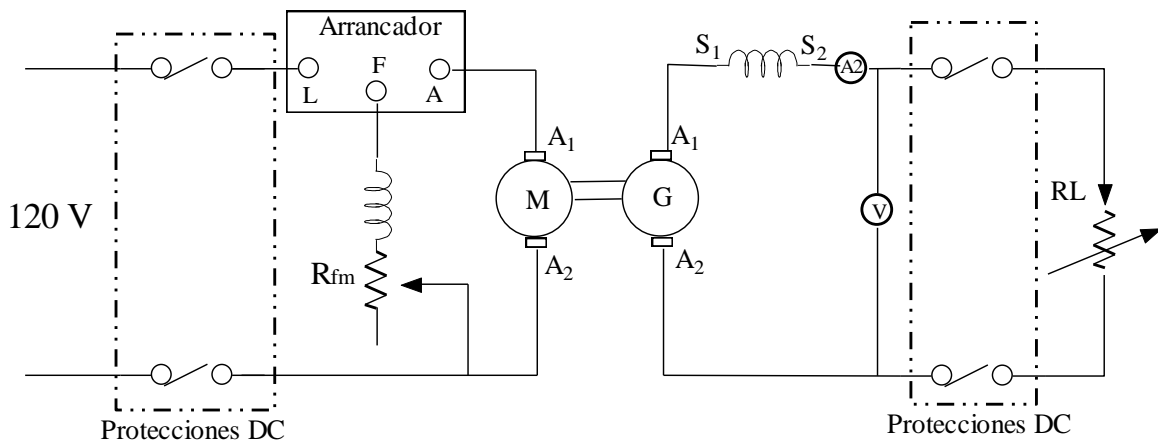 Arrancador
L
F
A
S1
S2
A2
A1
A1
120 V
M
G
V
RL
Rfm
A2
A2
Protecciones DC
Protecciones DC